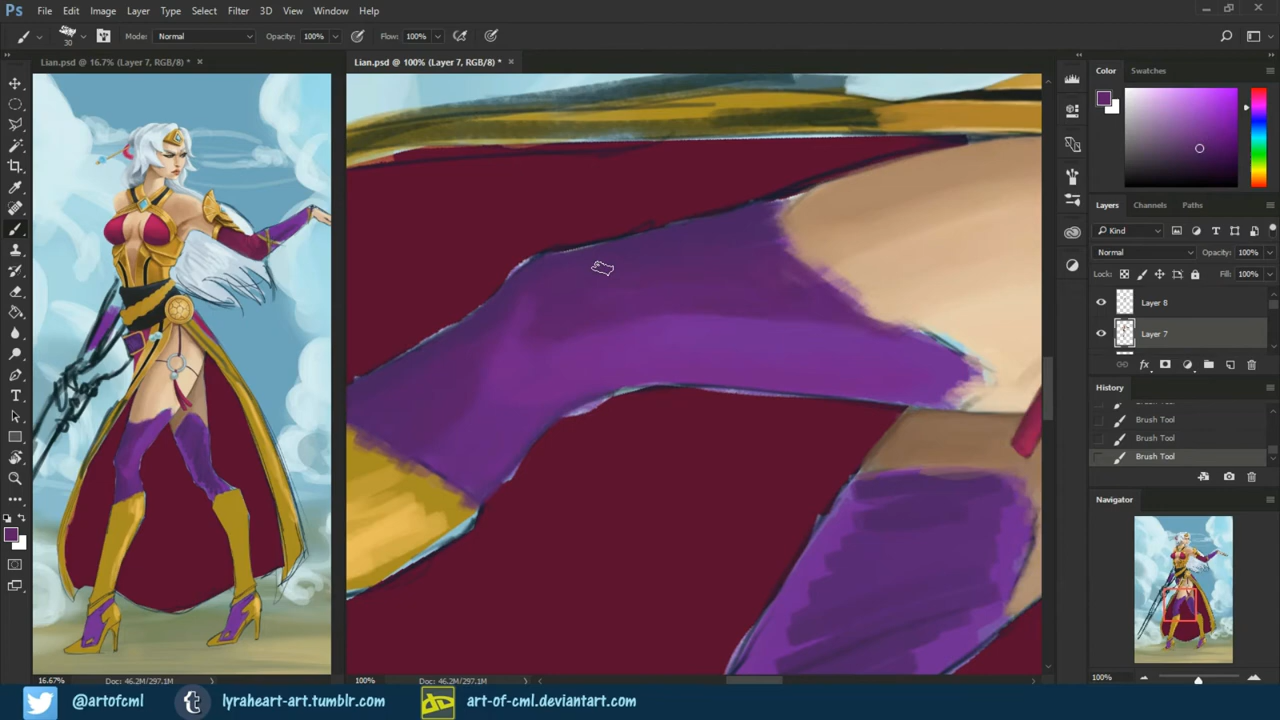 Ps File Edit Image Layer Type Select Filter 3D View Window Help
30 Mode: Normal Opacity: 100% Flow: 100%
Lian.psd @ 16.7% (Layer 7, RGB/8) * × Lian.psd @ 100% (Layer 7, RGB/8) * ×
Color Swatches
Layers Channels Paths
Kind
Normal Opacity: 100%
Lock: Fill: 100%
Layer 8
Layer 7
fx
History
Brush Tool
Brush Tool
Brush Tool
Navigator
16.67% Doc: 46.2M/297.1M 100% Doc: 46.2M/297.1M 100%
@artofcml lyraheart-art.tumblr.com art-of-cml.deviantart.com